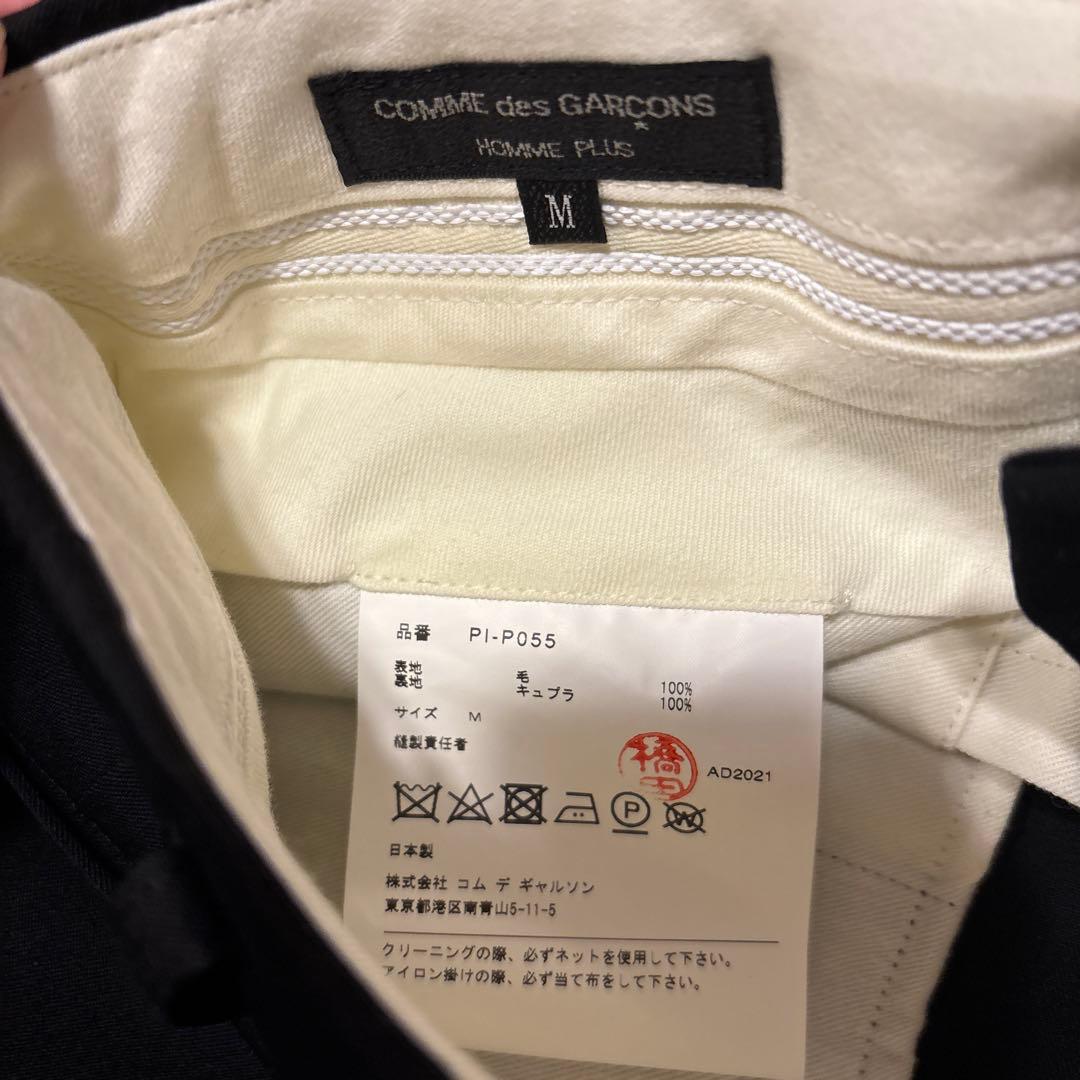 COMME des GARÇONS
HOMME PLUS
M
品番 PI-P055
表地 毛 100%
裏地 キュプラ 100%
サイズ M
縫製責任者
AD2021
日本製
株式会社 コム デ ギャルソン
東京都港区南青山5-11-5
クリーニングの際、必ずネットを使用して下さい。
アイロン掛けの際、必ず当て布をして下さい。